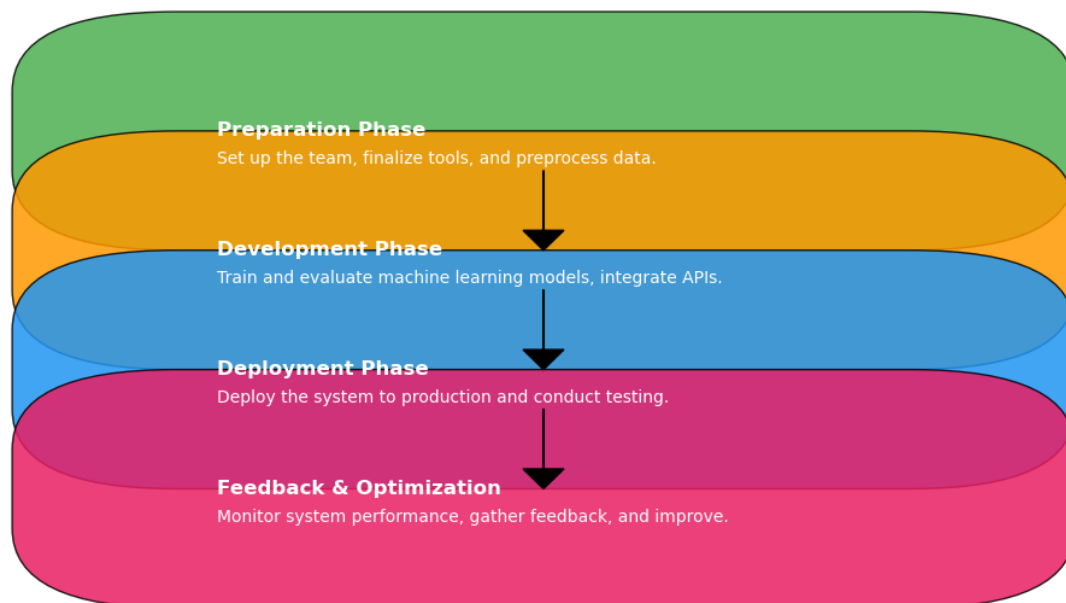 Preparation Phase
Set up the team, finalize tools, and preprocess data.
Development Phase
Train and evaluate machine learning models, integrate APIs.
Deployment Phase
Deploy the system to production and conduct testing.
Feedback & Optimization
Monitor system performance, gather feedback, and improve.